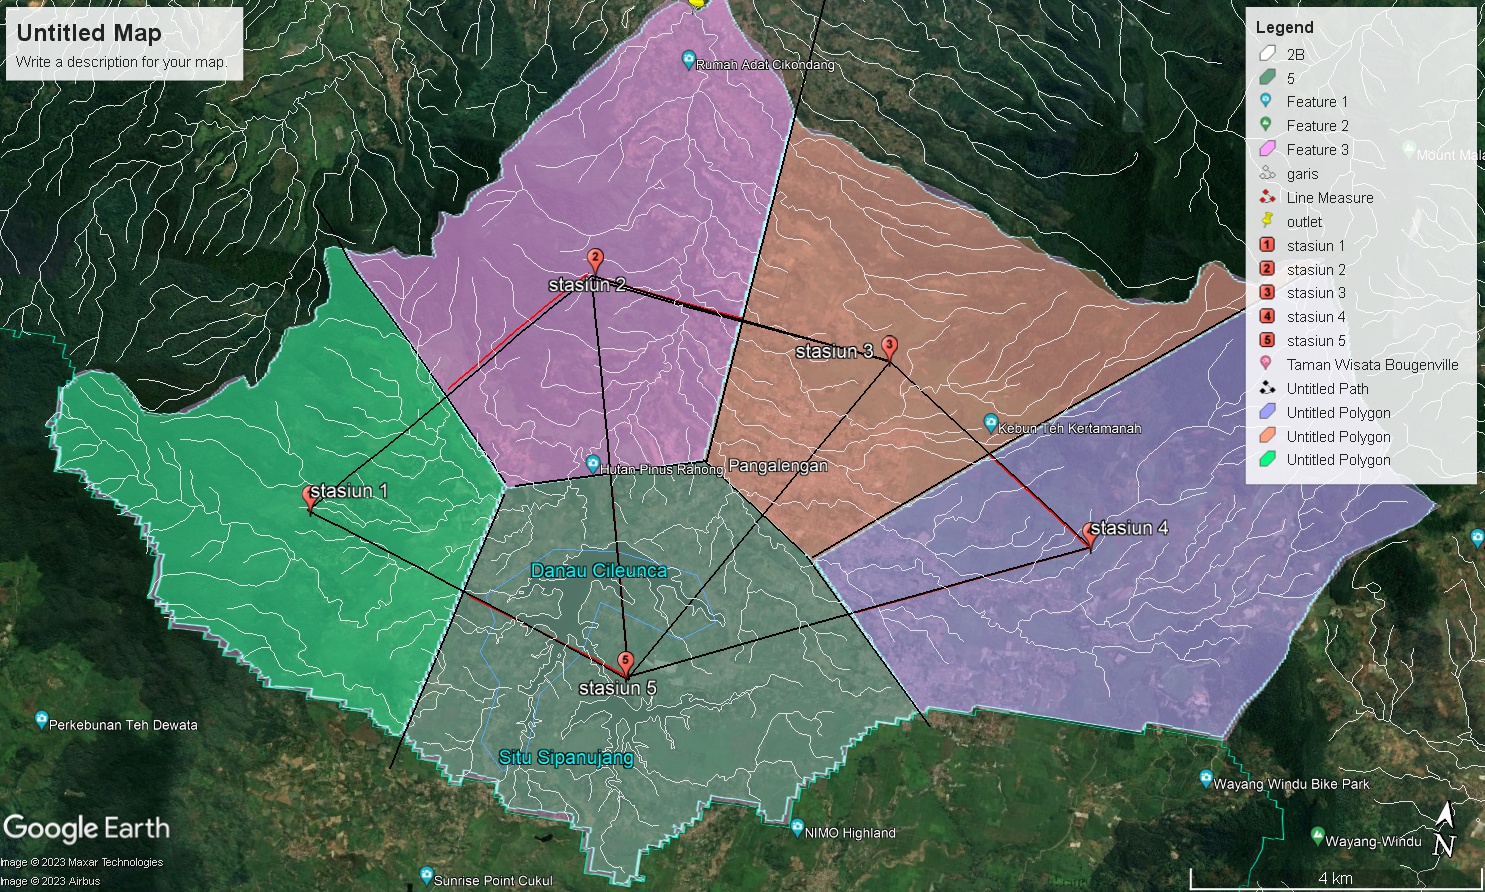 Untitled Map
Write a description for your map.
Legend
2B
5
Feature 1
Feature 2
Feature 3
garis
Line Measure
outlet
1 stasiun 1
2 stasiun 2
3 stasiun 3
4 stasiun 4
5 stasiun 5
Taman Wisata Bougenville
Untitled Path
Untitled Polygon
Untitled Polygon
Untitled Polygon
Rumah Adat Cikondang
Mount Mala
2
stasiun 2
3
stasiun 3
Kebun Teh Kertamanah
Hutan Pinus Rahong
Pangalengan
stasiun 1
stasiun 4
Danau Cileunca
5
stasiun 5
Perkebunan Teh Dewata
Situ Sipanujang
Wayang Windu Bike Park
Google Earth
NIMO Highland
Wayang-Windu
N
Image © 2023 Maxar Technologies
Image © 2023 Airbus
Sunrise Point Cukul
4 km